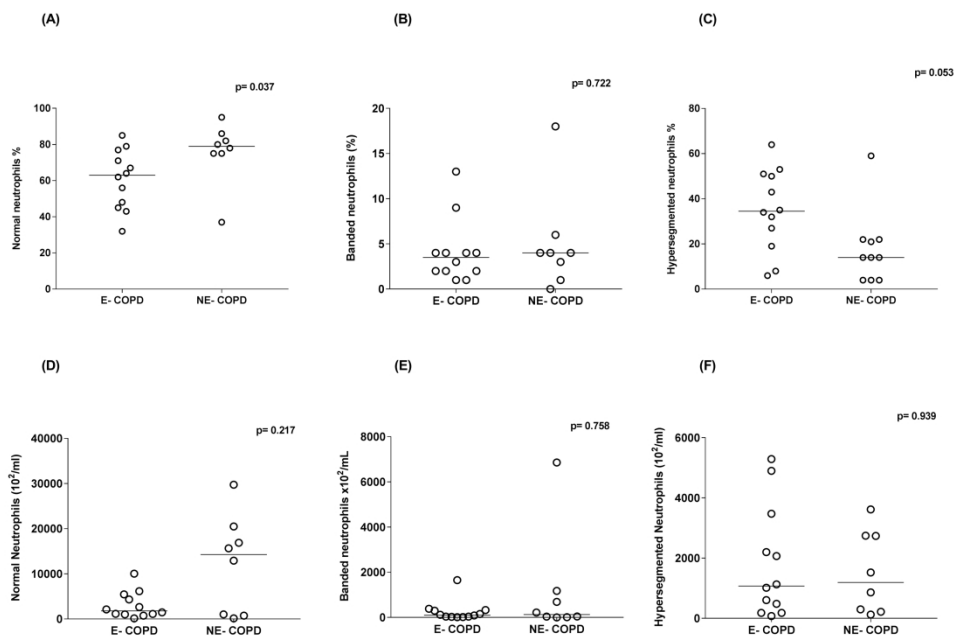 (A)
p= 0.037
Normal neutrophils %
100
80
60
40
20
0
E- COPD NE- COPD
(B)
p= 0.722
Banded neutrophils (%)
20
15
10
5
0
E- COPD NE- COPD
(C)
p= 0.053
Hypersegmented neutrophils %
80
60
40
20
0
E- COPD NE- COPD
(D)
p= 0.217
Normal Neutrophils (10²/ml)
40000
30000
20000
10000
0
E- COPD NE- COPD
(E)
p= 0.758
Banded neutrophils x10²/mL
8000
6000
4000
2000
0
E- COPD NE- COPD
(F)
p= 0.939
Hypersegmented Neutrophils (10²/ml)
6000
4000
2000
0
E- COPD NE- COPD